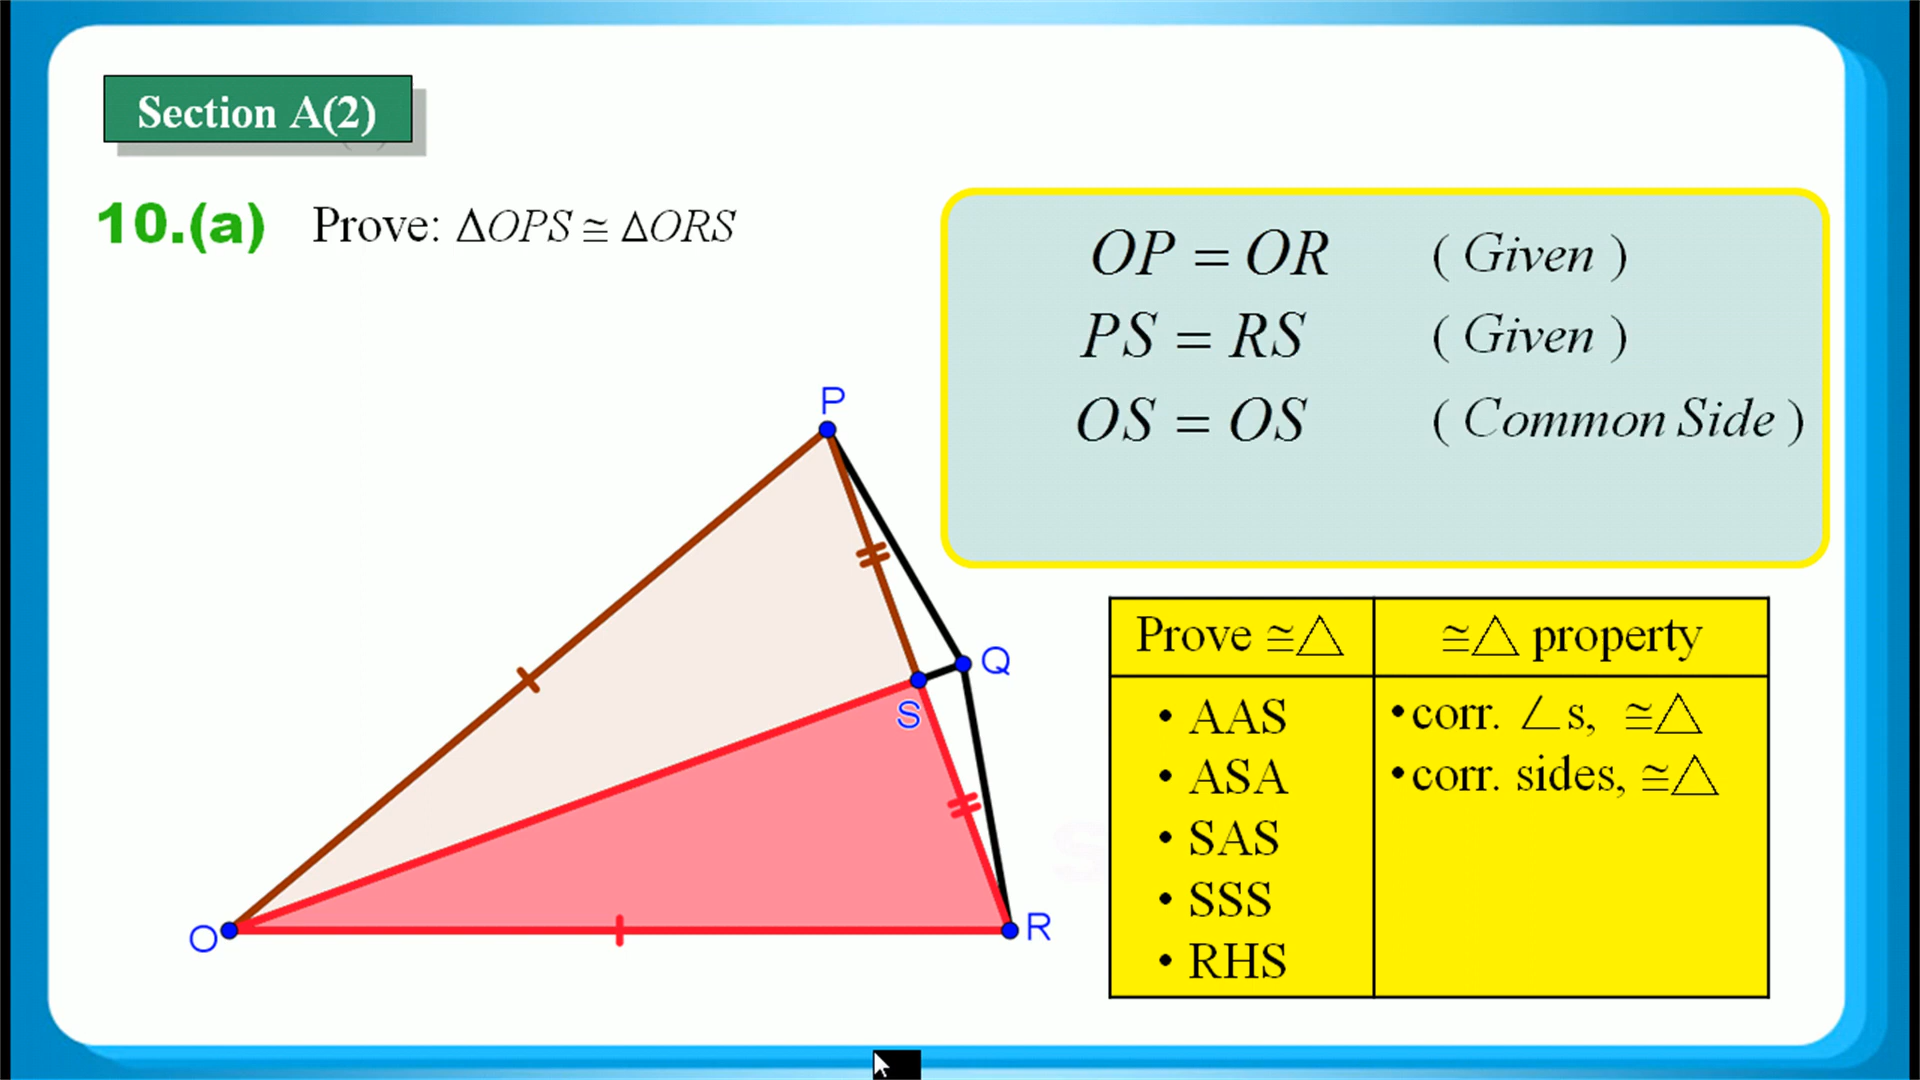 Section A(2)
10.(a) Prove: ΔOPS ≅ ΔORS
OP = OR ( Given )
PS = RS ( Given )
OS = OS ( Common Side )
P
Q
S
O
R
Prove ≅△
≅△ property
• AAS
• ASA
• SAS
• SSS
• RHS
•corr. ∠s, ≅△
•corr. sides, ≅△